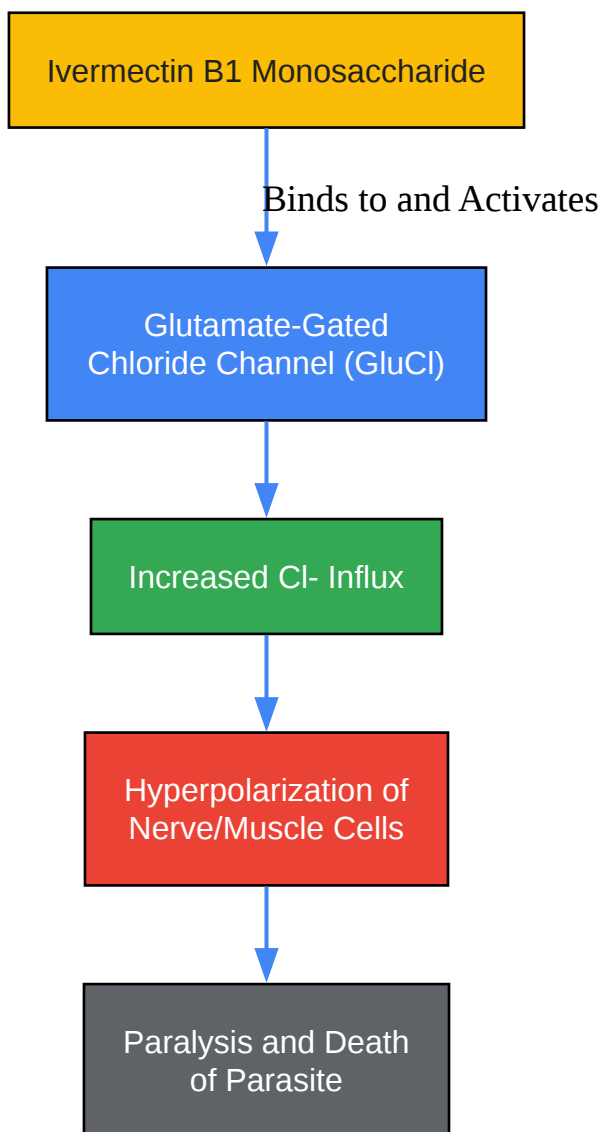 Ivermectin B1 Monosaccharide
Binds to and Activates
Glutamate-Gated
Chloride Channel (GluCl)
Increased Cl- Influx
Hyperpolarization of
Nerve/Muscle Cells
Paralysis and Death
of Parasite